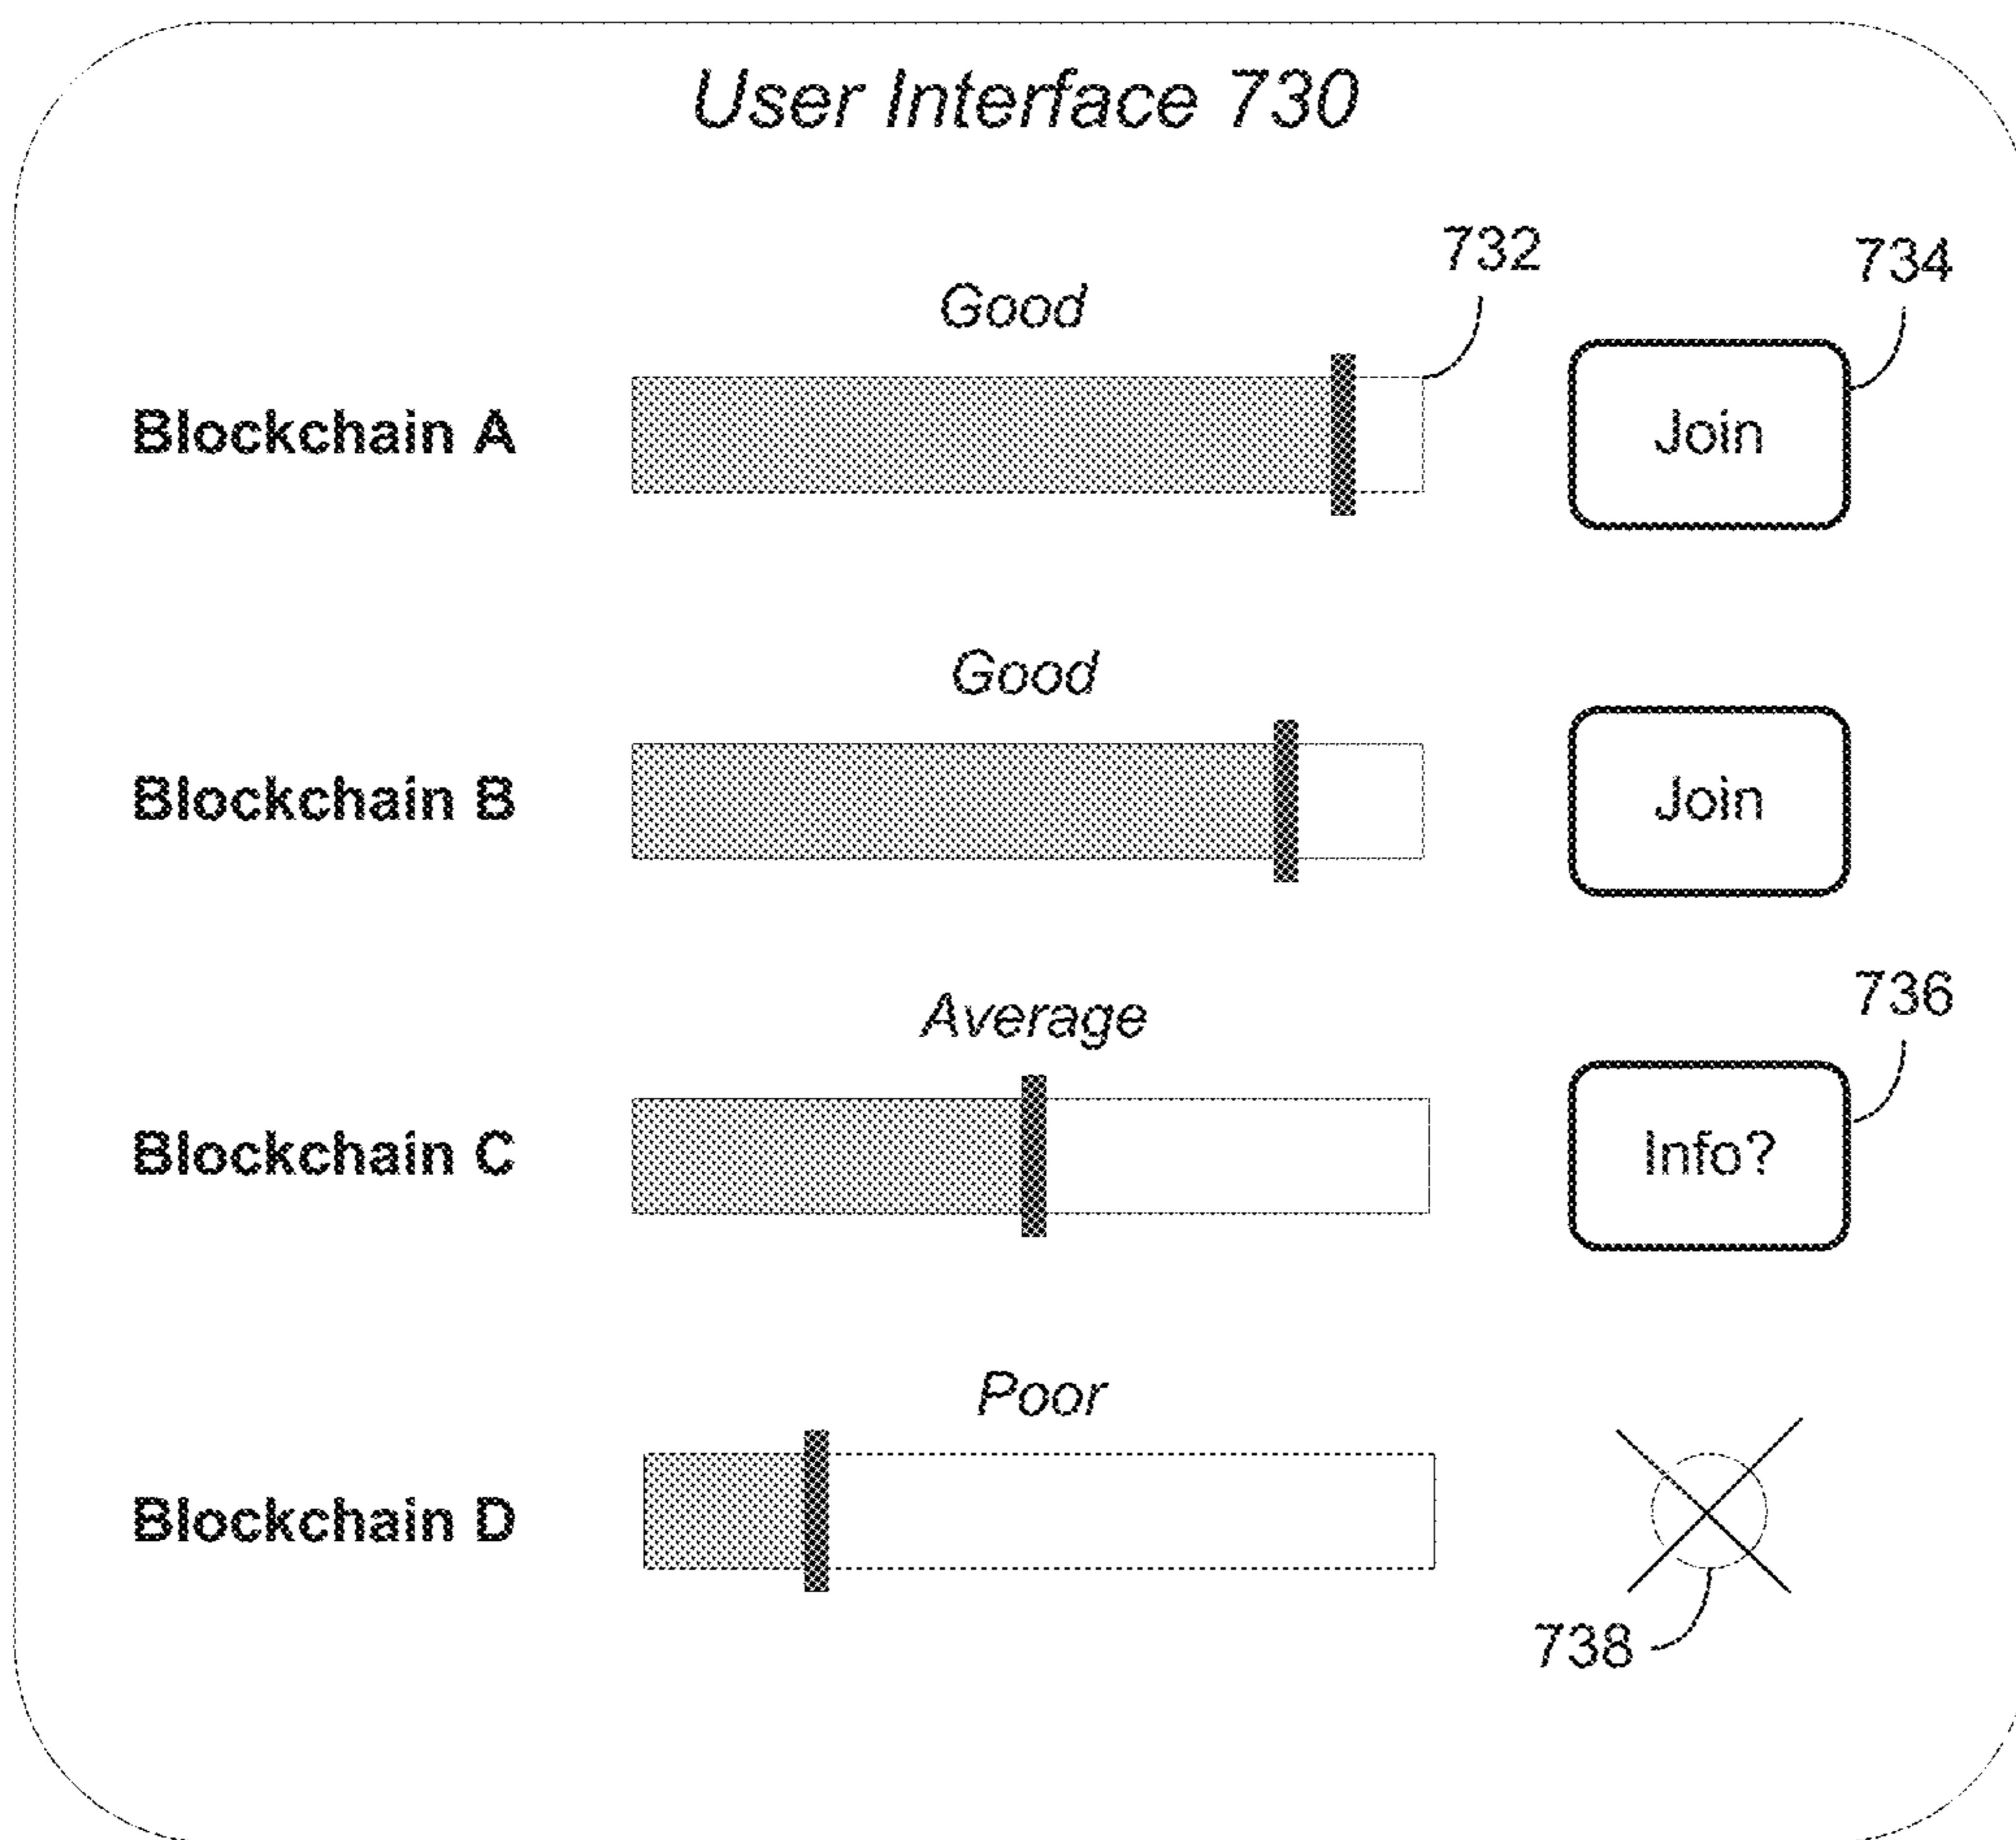 User Interface 730
732
734
Good
Blockchain A
Join
Good
Blockchain B
Join
736
Average
Blockchain C
Info?
Poor
Blockchain D
738